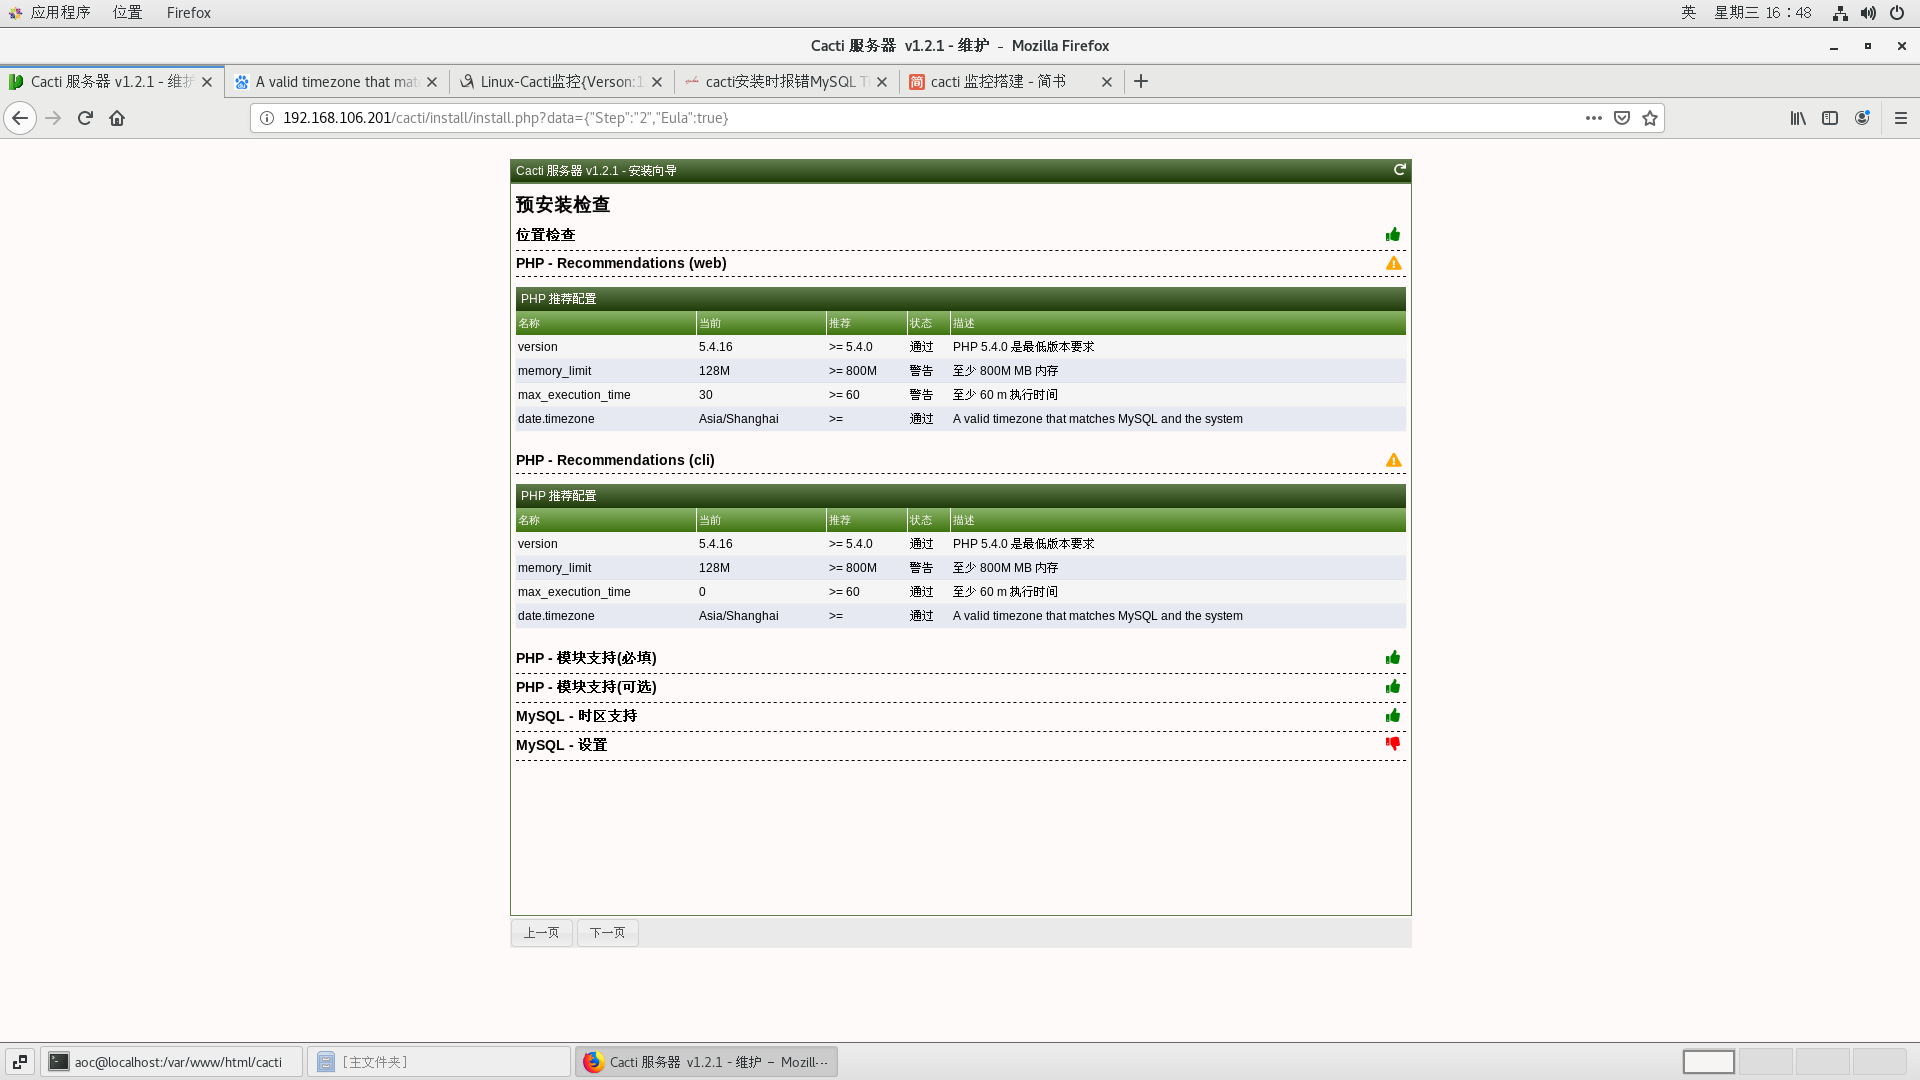 应用程序 位置 Firefox 英 星期三 16：48
Cacti 服务器 v1.2.1 - 维护 - Mozilla Firefox
Cacti 服务器 v1.2.1 - 维护 A valid timezone that mat Linux-Cacti监控{Verson:1. cacti安装时报错MySQL Ti cacti 监控搭建 - 简书
192.168.106.201/cacti/install/install.php?data={"Step":"2","Eula":true}
Cacti 服务器 v1.2.1 - 安装向导
预安装检查
位置检查
PHP - Recommendations (web)
PHP 推荐配置
名称 当前 推荐 状态 描述
version 5.4.16 >= 5.4.0 通过 PHP 5.4.0 是最低版本要求
memory_limit 128M >= 800M 警告 至少 800M MB 内存
max_execution_time 30 >= 60 警告 至少 60 m 执行时间
date.timezone Asia/Shanghai >= 通过 A valid timezone that matches MySQL and the system
PHP - Recommendations (cli)
PHP 推荐配置
名称 当前 推荐 状态 描述
version 5.4.16 >= 5.4.0 通过 PHP 5.4.0 是最低版本要求
memory_limit 128M >= 800M 警告 至少 800M MB 内存
max_execution_time 0 >= 60 通过 至少 60 m 执行时间
date.timezone Asia/Shanghai >= 通过 A valid timezone that matches MySQL and the system
PHP - 模块支持(必填)
PHP - 模块支持(可选)
MySQL - 时区支持
MySQL - 设置
上一页 下一页
aoc@localhost:/var/www/html/cacti [主文件夹] Cacti 服务器 v1.2.1 - 维护 - Mozill···